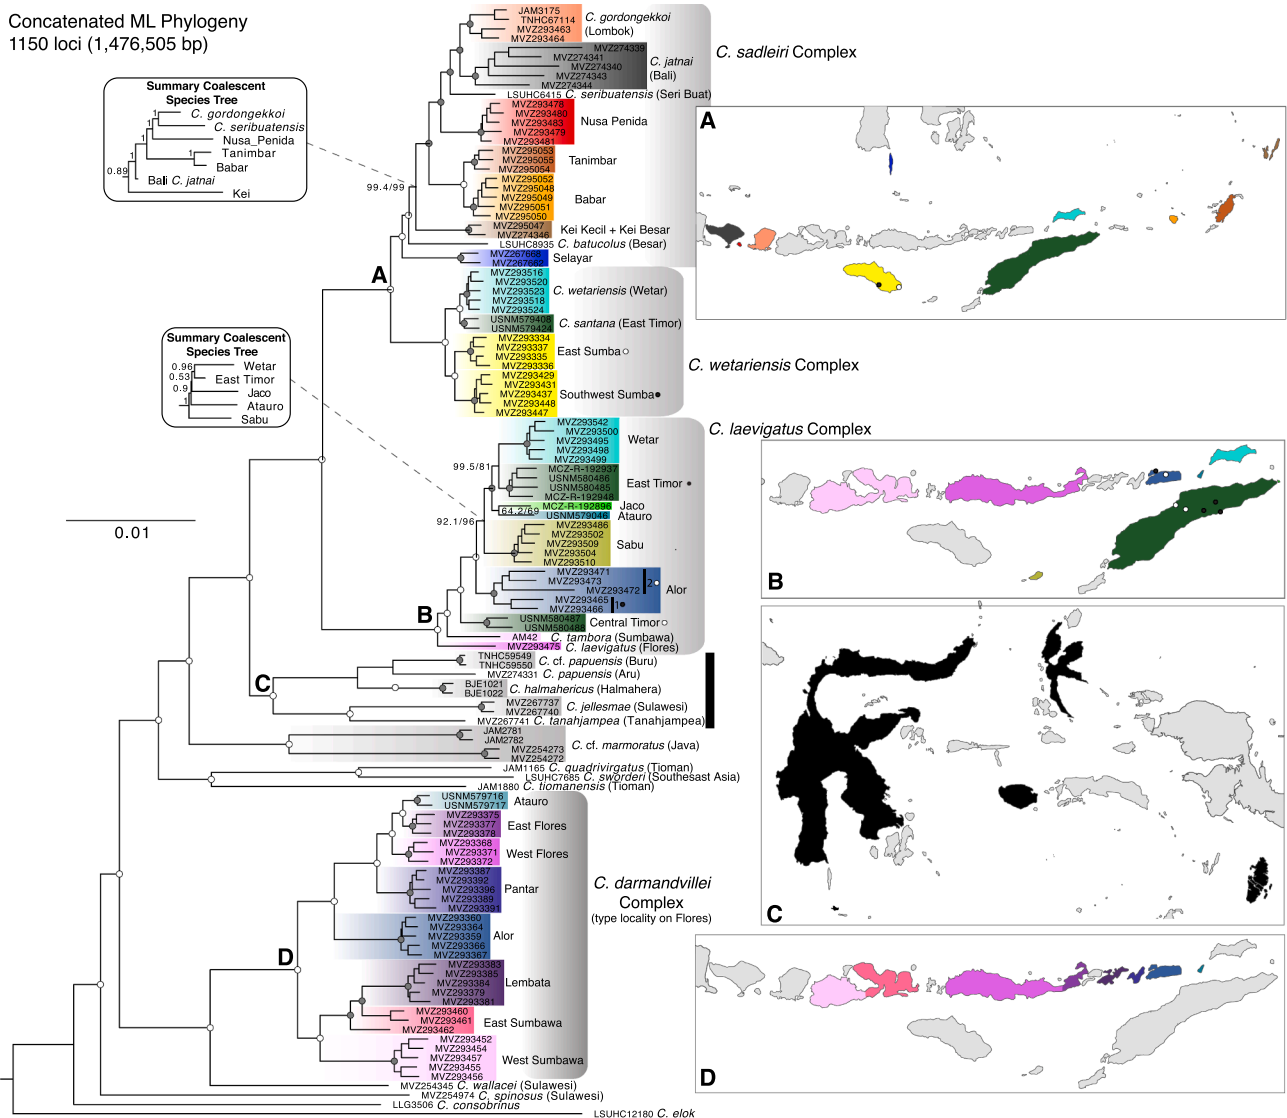 Concatenated ML Phylogeny
1150 loci (1,476,505 bp)
Summary Coalescent
Species Tree
C. gordongekkoi
C. seribuatensis
Nusa_Penida
Tanimbar
Babar
Bali C. jatnai
Kei
1
1
1
1
1
0.89
Summary Coalescent
Species Tree
Wetar
East Timor
Jaco
Atauro
Sabu
0.96
0.53
0.9
1
0.01
JAM3175
TNHC67114
MVZ293463
MVZ293464
C. gordongekkoi
(Lombok)
MVZ274339
MVZ274341
MVZ274340
MVZ274343
MVZ274344
C. jatnai
(Bali)
LSUHC6415 C. seribuatensis (Seri Buat)
MVZ293478
MVZ293480
MVZ293483
MVZ293479
MVZ293481
Nusa Penida
MVZ295053
MVZ295055
MVZ295054
Tanimbar
MVZ295052
MVZ295048
MVZ295049
MVZ295051
MVZ295050
Babar
MVZ295047
MVZ274346
Kei Kecil + Kei Besar
LSUHC8935 C. batucolus (Besar)
MVZ267668
MVZ267662
Selayar
C. sadleiri Complex
99.4/99
A
MVZ293516
MVZ293520
MVZ293523
MVZ293518
MVZ293524
C. wetariensis (Wetar)
USNM579408
USNM579424
C. santana (East Timor)
MVZ293334
MVZ293337
MVZ293335
MVZ293336
East Sumba
MVZ293429
MVZ293431
MVZ293437
MVZ293448
MVZ293447
Southwest Sumba
C. wetariensis Complex
C. laevigatus Complex
MVZ293542
MVZ293500
MVZ293495
MVZ293498
MVZ293499
Wetar
99.5/81
MCZ-R-192937
USNM580486
USNM580485
MCZ-R-192948
East Timor
64.2/69
MCZ-R-192896
Jaco
USNM579046
Atauro
92.1/96
MVZ293486
MVZ293502
MVZ293509
MVZ293504
MVZ293510
Sabu
MVZ293471
MVZ293473
MVZ293472
MVZ293465
MVZ293466
2
1
Alor
B
USNM580487
USNM580488
Central Timor
AM42 C. tambora (Sumbawa)
MVZ293475 C. laevigatus (Flores)
C
TNHC59549
TNHC59550
C. cf. papuensis (Buru)
MVZ274331 C. papuensis (Aru)
BJE1021
BJE1022
C. halmahericus (Halmahera)
MVZ267737
MVZ267740
C. jellesmae (Sulawesi)
MVZ267741 C. tanahjampea (Tanahjampea)
JAM2781
JAM2782
MVZ254273
MVZ254272
C. cf. marmoratus (Java)
JAM1165 C. quadrivirgatus (Tioman)
LSUHC7685 C. sworderi (Southesast Asia)
JAM1880 C. tiomanensis (Tioman)
USNM579716
USNM579717
Atauro
MVZ293375
MVZ293377
MVZ293378
East Flores
MVZ293368
MVZ293371
MVZ293372
West Flores
MVZ293387
MVZ293392
MVZ293396
MVZ293389
MVZ293391
Pantar
MVZ293360
MVZ293364
MVZ293359
MVZ293366
MVZ293367
Alor
D
MVZ293383
MVZ293385
MVZ293384
MVZ293379
MVZ293381
Lembata
MVZ293460
MVZ293461
MVZ293462
East Sumbawa
MVZ293452
MVZ293454
MVZ293457
MVZ293455
MVZ293456
West Sumbawa
C. darmandvillei
Complex
(type locality on Flores)
MVZ254345 C. wallacei (Sulawesi)
MVZ254974 C. spinosus (Sulawesi)
LLG3506 C. consobrinus
LSUHC12180 C. elok
A
B
C
D